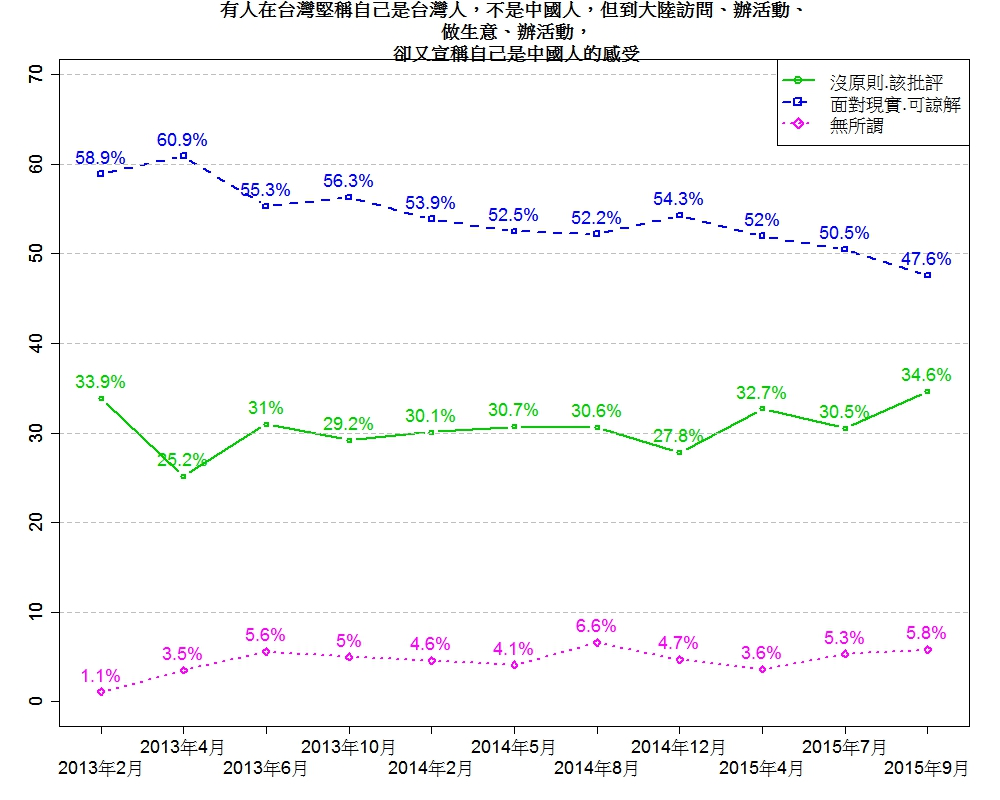 有人在台灣堅稱自己是台灣人，不是中國人，但到大陸訪問、辦活動、
做生意、辦活動，
卻又宣稱自己是中國人的感受
沒原則.該批評
面對現實.可諒解
無所謂
70
60
50
40
30
20
10
0
58.9%
60.9%
55.3%
56.3%
53.9%
52.5%
52.2%
54.3%
52%
50.5%
47.6%
33.9%
25.2%
31%
29.2%
30.1%
30.7%
30.6%
27.8%
32.7%
30.5%
34.6%
1.1%
3.5%
5.6%
5%
4.6%
4.1%
6.6%
4.7%
3.6%
5.3%
5.8%
2013年2月
2013年4月
2013年6月
2013年10月
2014年2月
2014年5月
2014年8月
2014年12月
2015年4月
2015年7月
2015年9月